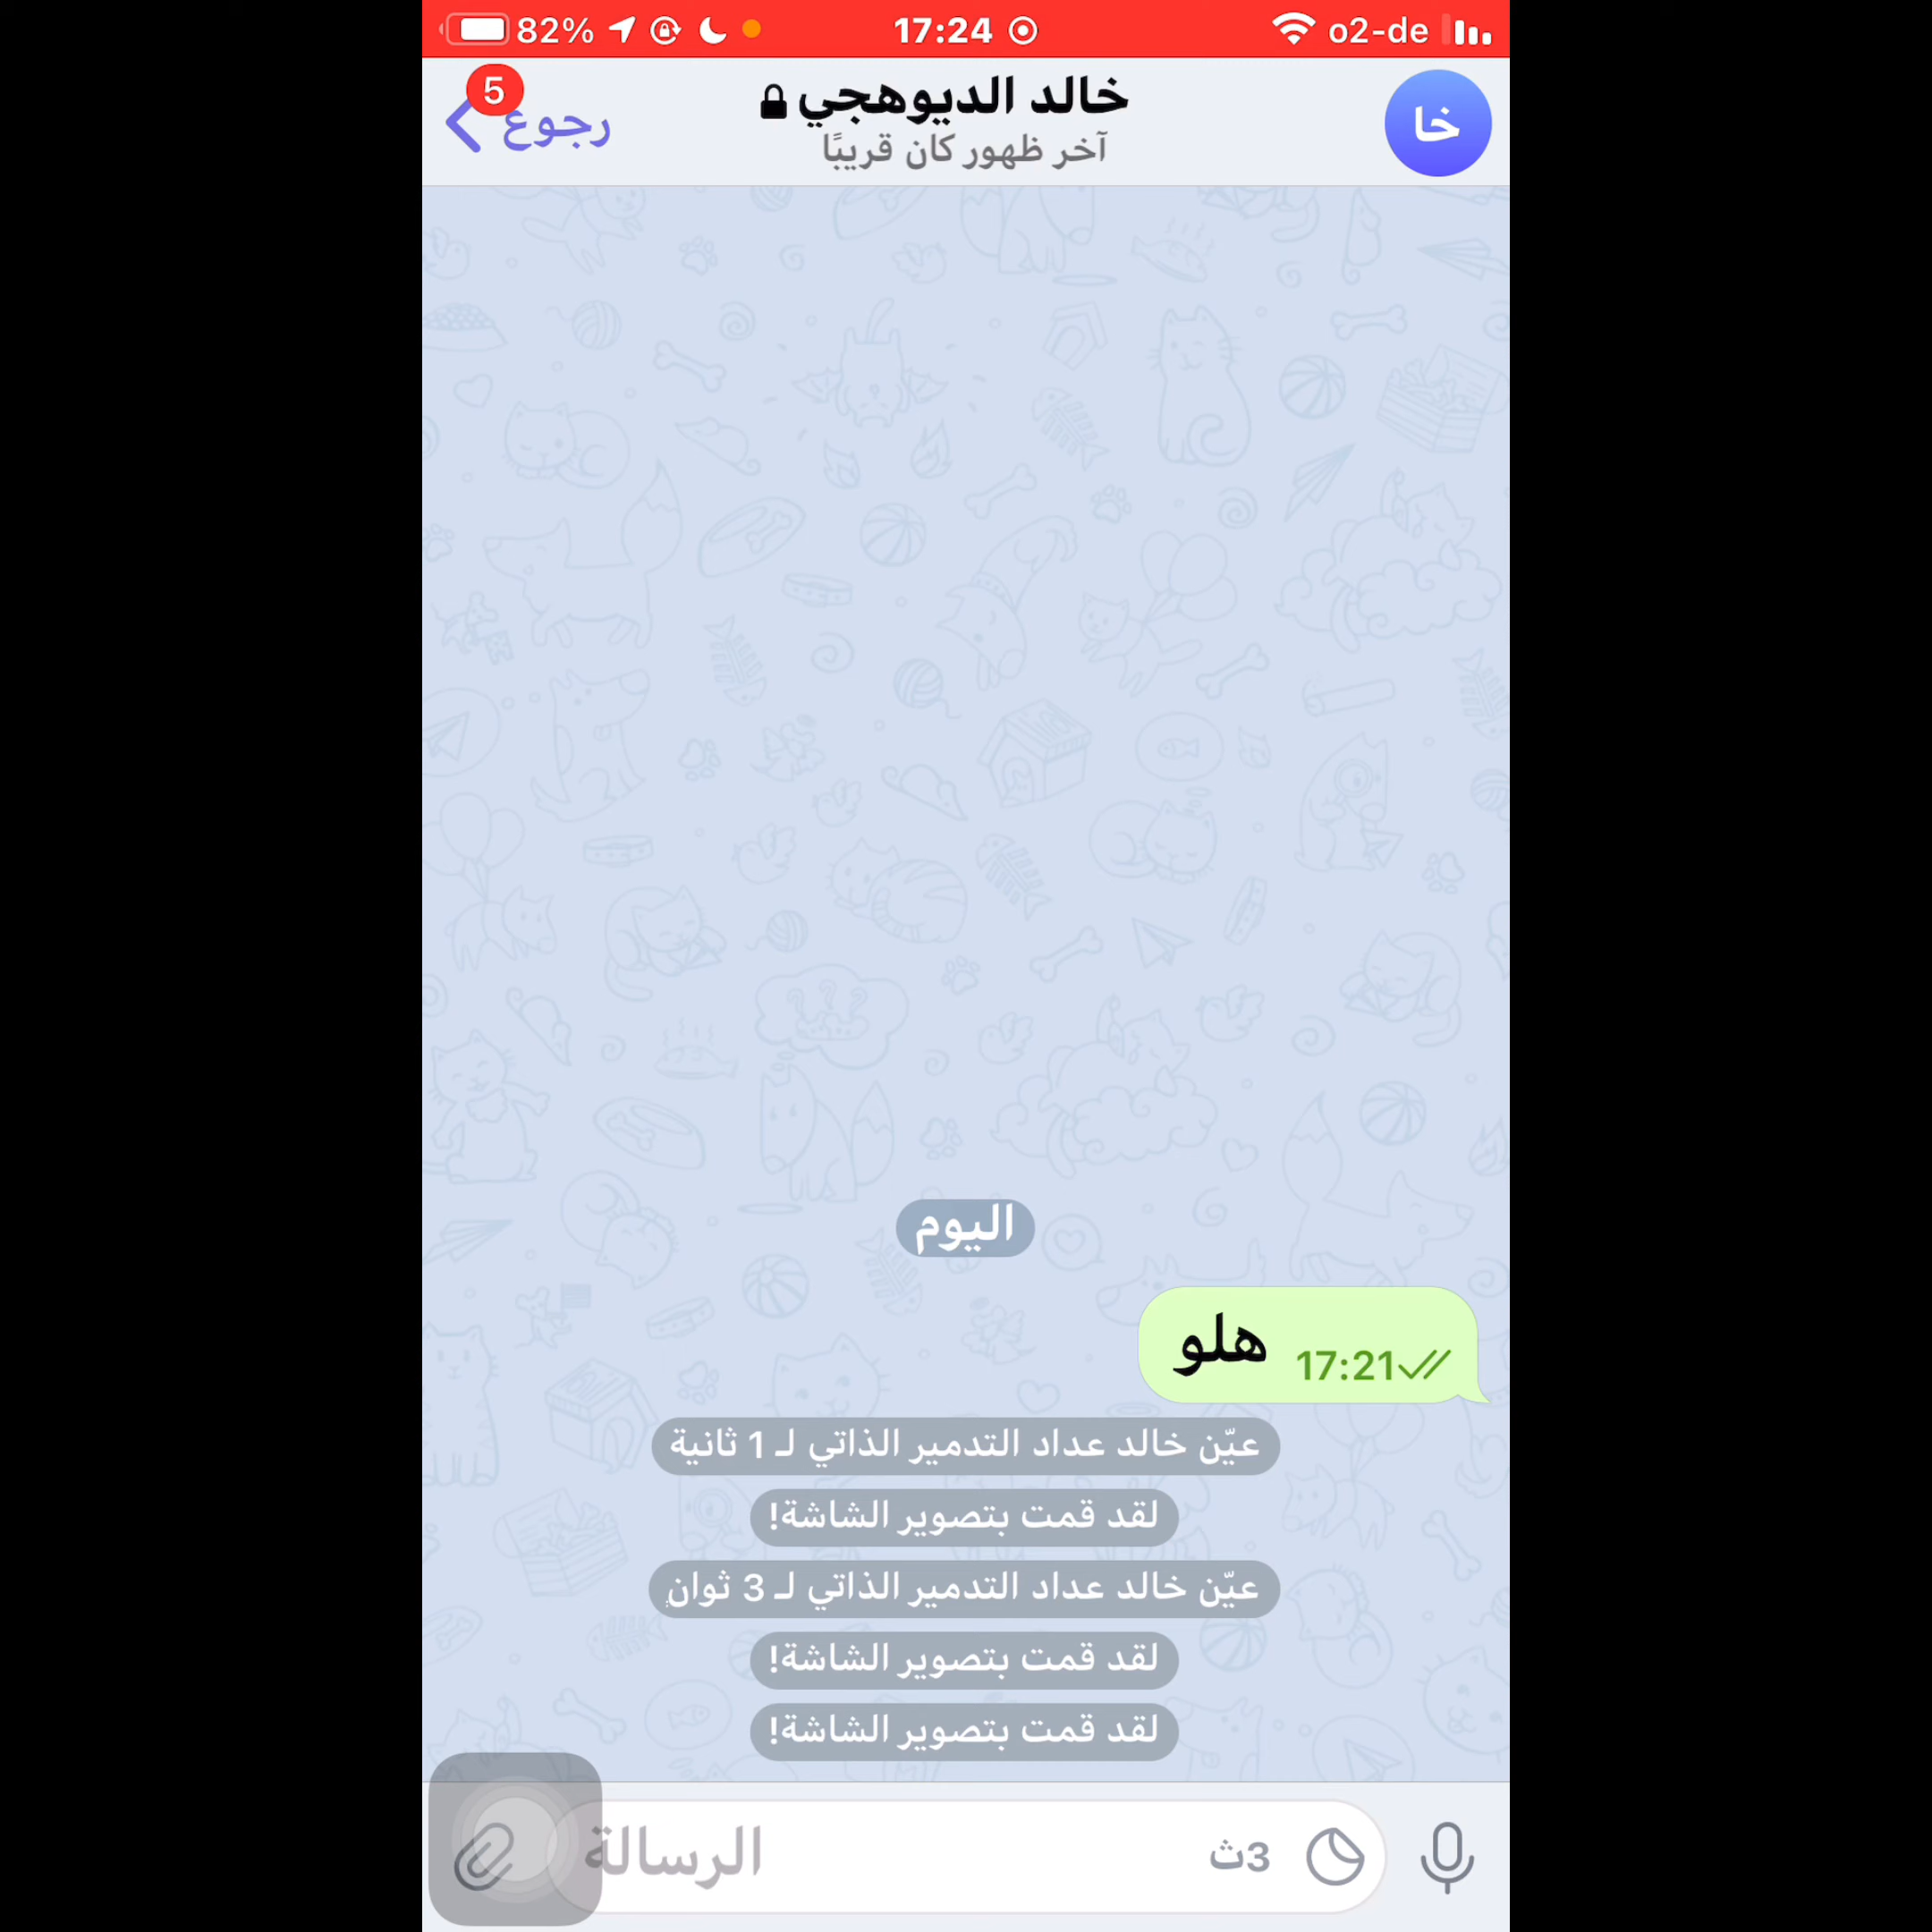 82% 17:24 o2-de
5
رجوع
خالد الديوهجي
آخر ظهور كان قريبًا
خا
اليوم
هلو 17:21
عيّن خالد عداد التدمير الذاتي لـ 1 ثانية
لقد قمت بتصوير الشاشة!
عيّن خالد عداد التدمير الذاتي لـ 3 ثوانٍ
لقد قمت بتصوير الشاشة!
لقد قمت بتصوير الشاشة!
الرسالة
3ث